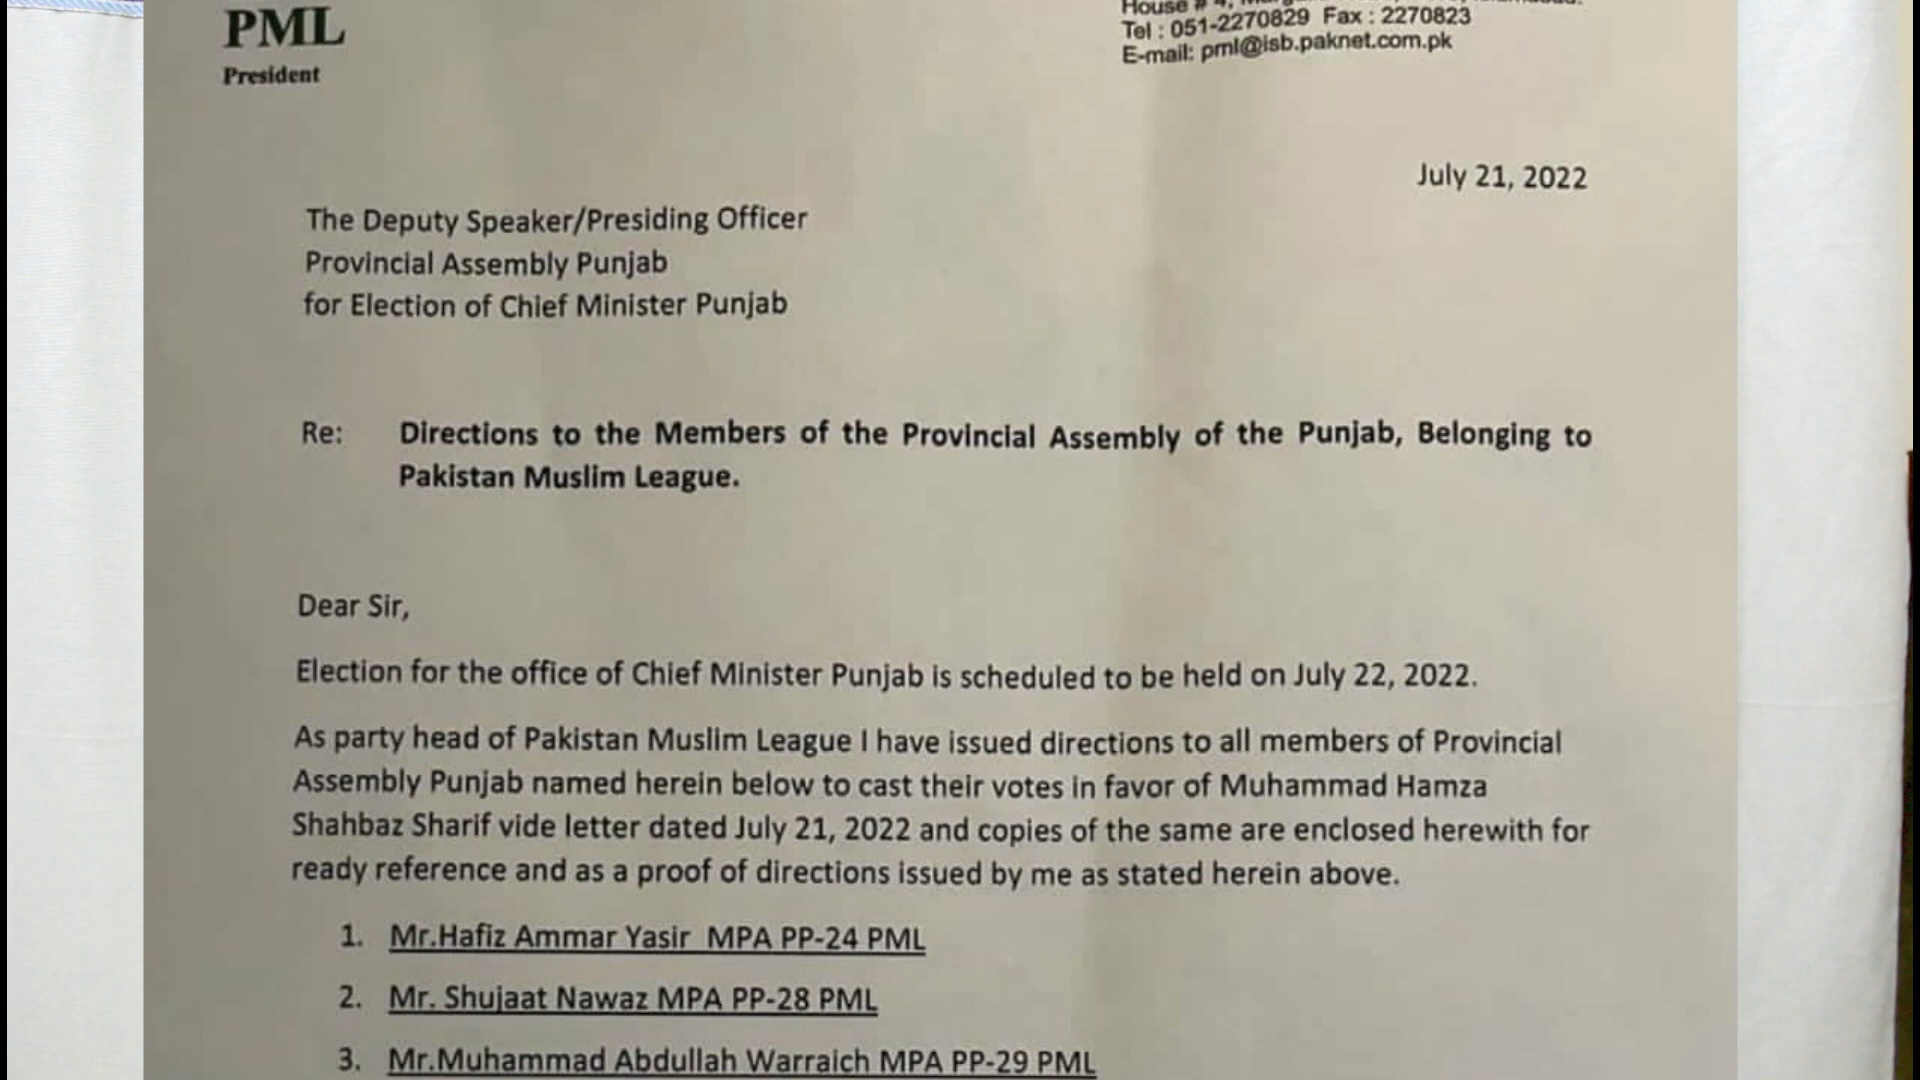 PML
President
House # 4,
Tel : 051-2270829 Fax : 2270823
E-mail: pml@isb.paknet.com.pk
July 21, 2022
The Deputy Speaker/Presiding Officer
Provincial Assembly Punjab
for Election of Chief Minister Punjab
Re: Directions to the Members of the Provincial Assembly of the Punjab, Belonging to
Pakistan Muslim League.
Dear Sir,
Election for the office of Chief Minister Punjab is scheduled to be held on July 22, 2022.
As party head of Pakistan Muslim League I have issued directions to all members of Provincial
Assembly Punjab named herein below to cast their votes in favor of Muhammad Hamza
Shahbaz Sharif vide letter dated July 21, 2022 and copies of the same are enclosed herewith for
ready reference and as a proof of directions issued by me as stated herein above.
1. Mr.Hafiz Ammar Yasir MPA PP-24 PML
2. Mr. Shujaat Nawaz MPA PP-28 PML
3. Mr.Muhammad Abdullah Warraich MPA PP-29 PML